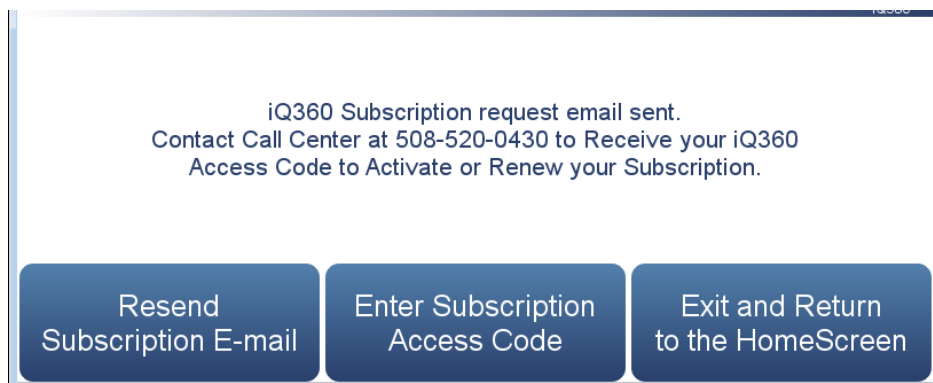 iQ360 Subscription request email sent.
Contact Call Center at 508-520-0430 to Receive your iQ360
Access Code to Activate or Renew your Subscription.
Resend
Subscription E-mail
Enter Subscription
Access Code
Exit and Return
to the HomeScreen